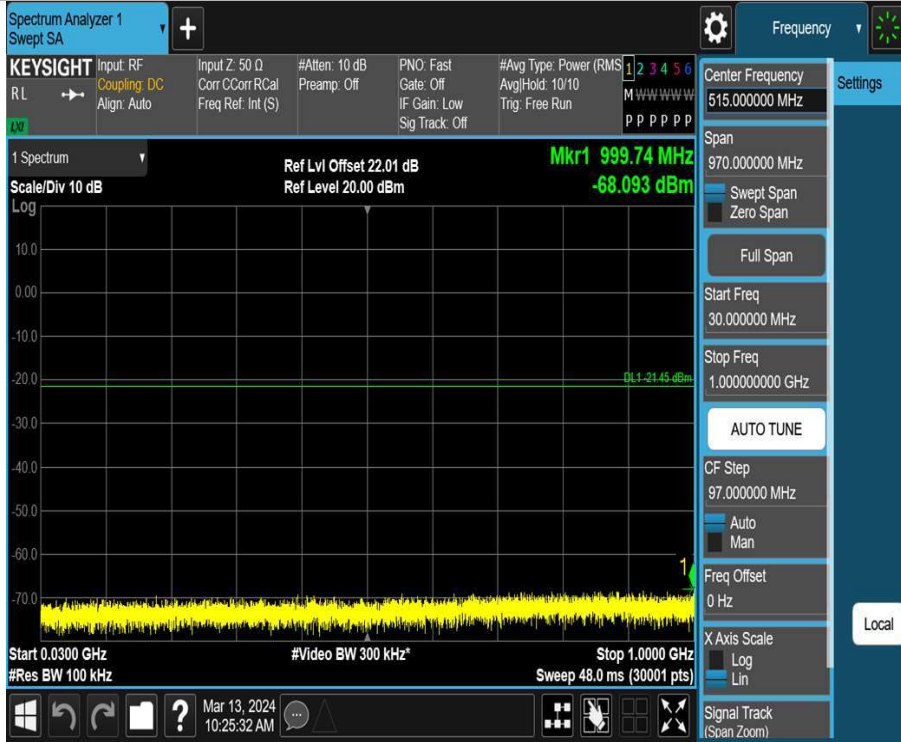 Spectrum Analyzer 1
Swept SA
+
Frequency
KEYSIGHT
RL
LXI
Input: RF
Coupling: DC
Align: Auto
Input Z: 50 Ω
Corr CCorr RCal
Freq Ref: Int (S)
#Atten: 10 dB
Preamp: Off
PNO: Fast
Gate: Off
IF Gain: Low
Sig Track: Off
#Avg Type: Power (RMS
Avg|Hold: 10/10
Trig: Free Run
1 2 3 4 5 6
M W W W W W
P P P P P P
1 Spectrum
Scale/Div 10 dB
Log
Ref Lvl Offset 22.01 dB
Ref Level 20.00 dBm
Mkr1 999.74 MHz
-68.093 dBm
10.0
0.00
-10.0
-20.0
DL1 -21.45 dBm
-30.0
-40.0
-50.0
-60.0
1
-70.0
Start 0.0300 GHz
#Res BW 100 kHz
#Video BW 300 kHz*
Stop 1.0000 GHz
Sweep 48.0 ms (30001 pts)
?
Mar 13, 2024
10:25:32 AM
Center Frequency
515.000000 MHz
Span
970.000000 MHz
Swept Span
Zero Span
Full Span
Start Freq
30.000000 MHz
Stop Freq
1.000000000 GHz
AUTO TUNE
CF Step
97.000000 MHz
Auto
Man
Freq Offset
0 Hz
X Axis Scale
Log
Lin
Signal Track
(Span Zoom)
Settings
Local